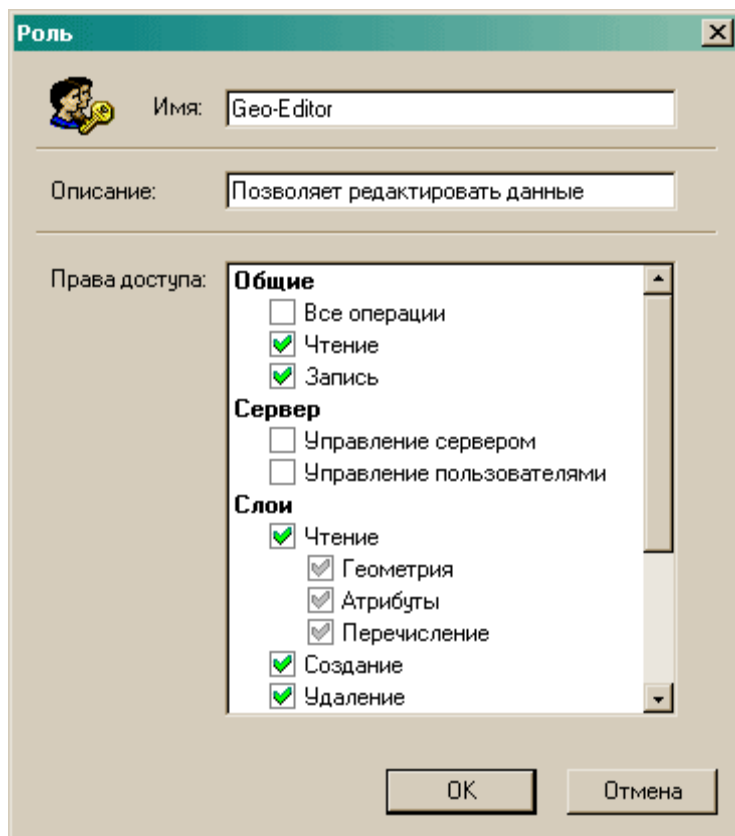 Роль
Имя: Geo-Editor
Описание: Позволяет редактировать данные
Права доступа:
Общие
Все операции
Чтение
Запись
Сервер
Управление сервером
Управление пользователями
Слои
Чтение
Геометрия
Атрибуты
Перечисление
Создание
Удаление
OK Отмена